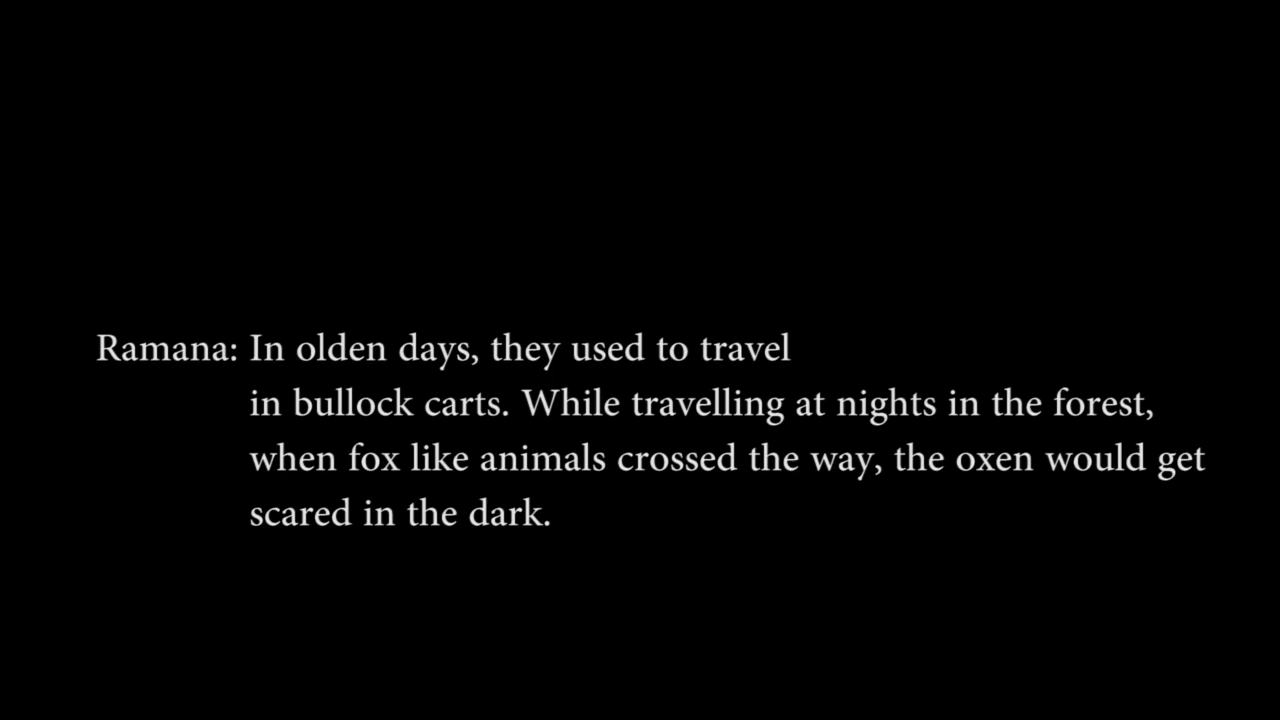 Ramana: In olden days, they used to travel
in bullock carts. While travelling at nights in the forest,
when fox like animals crossed the way, the oxen would get
scared in the dark.